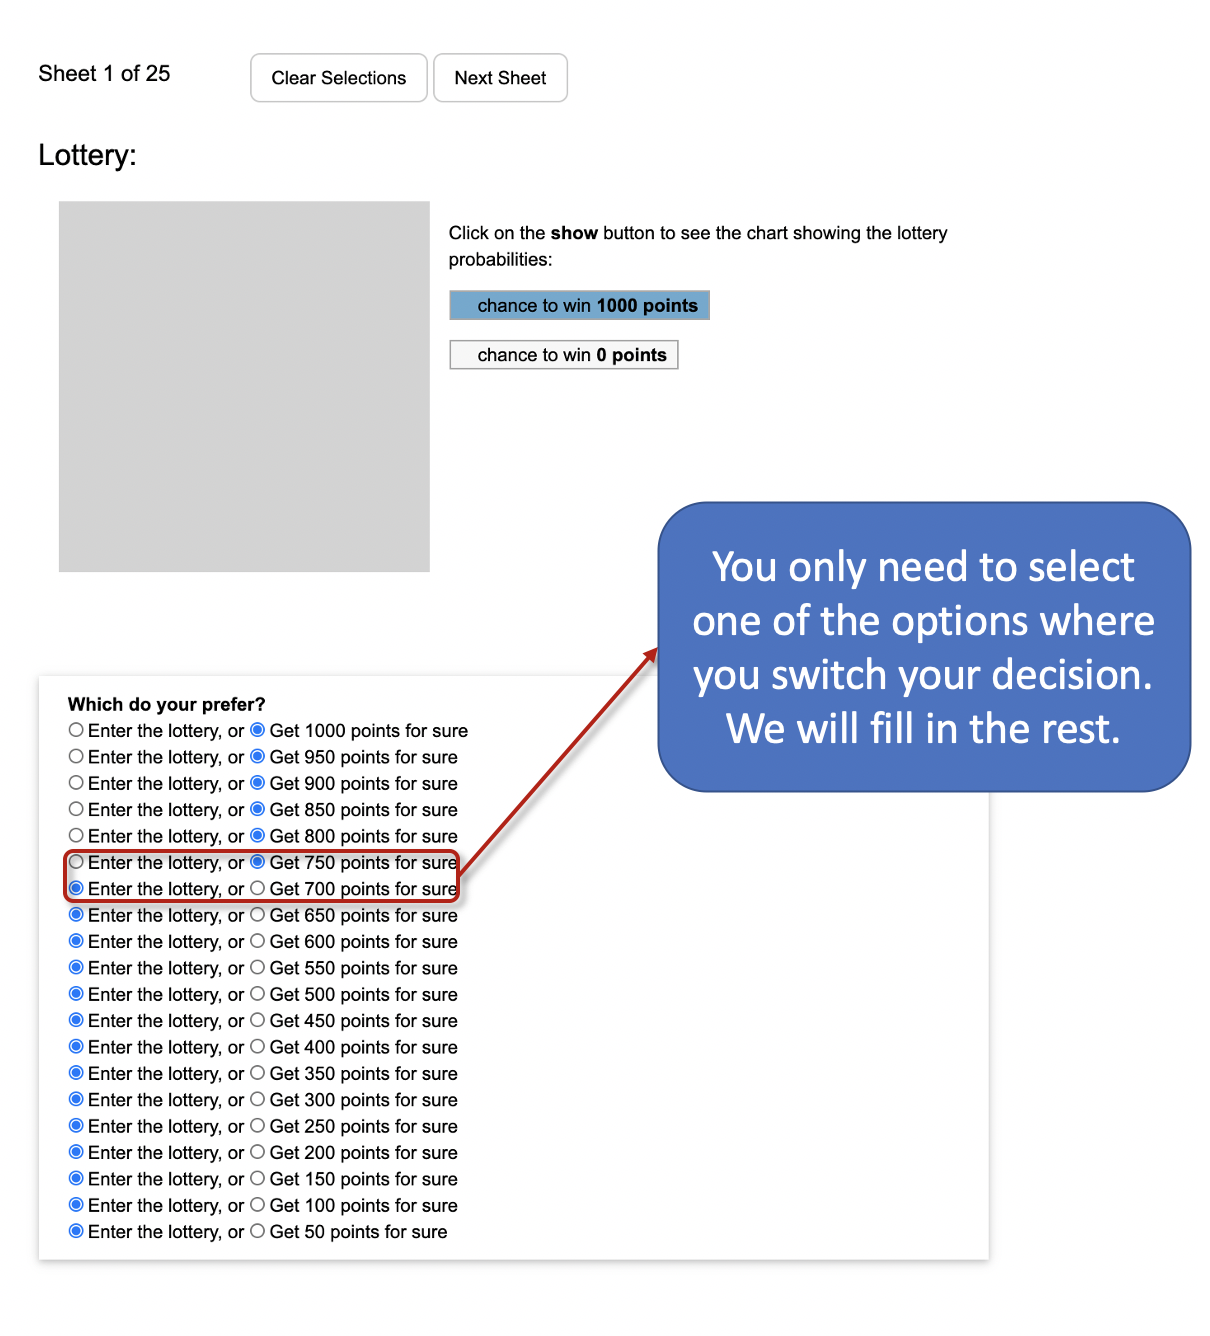 Sheet 1 of 25
Clear Selections
Next Sheet
Lottery:
Click on the show button to see the chart showing the lottery
probabilities:
chance to win 1000 points
chance to win 0 points
You only need to select
one of the options where
you switch your decision.
We will fill in the rest.
Which do your prefer?
Enter the lottery, or Get 1000 points for sure
Enter the lottery, or Get 950 points for sure
Enter the lottery, or Get 900 points for sure
Enter the lottery, or Get 850 points for sure
Enter the lottery, or Get 800 points for sure
Enter the lottery, or Get 750 points for sure
Enter the lottery, or Get 700 points for sure
Enter the lottery, or Get 650 points for sure
Enter the lottery, or Get 600 points for sure
Enter the lottery, or Get 550 points for sure
Enter the lottery, or Get 500 points for sure
Enter the lottery, or Get 450 points for sure
Enter the lottery, or Get 400 points for sure
Enter the lottery, or Get 350 points for sure
Enter the lottery, or Get 300 points for sure
Enter the lottery, or Get 250 points for sure
Enter the lottery, or Get 200 points for sure
Enter the lottery, or Get 150 points for sure
Enter the lottery, or Get 100 points for sure
Enter the lottery, or Get 50 points for sure